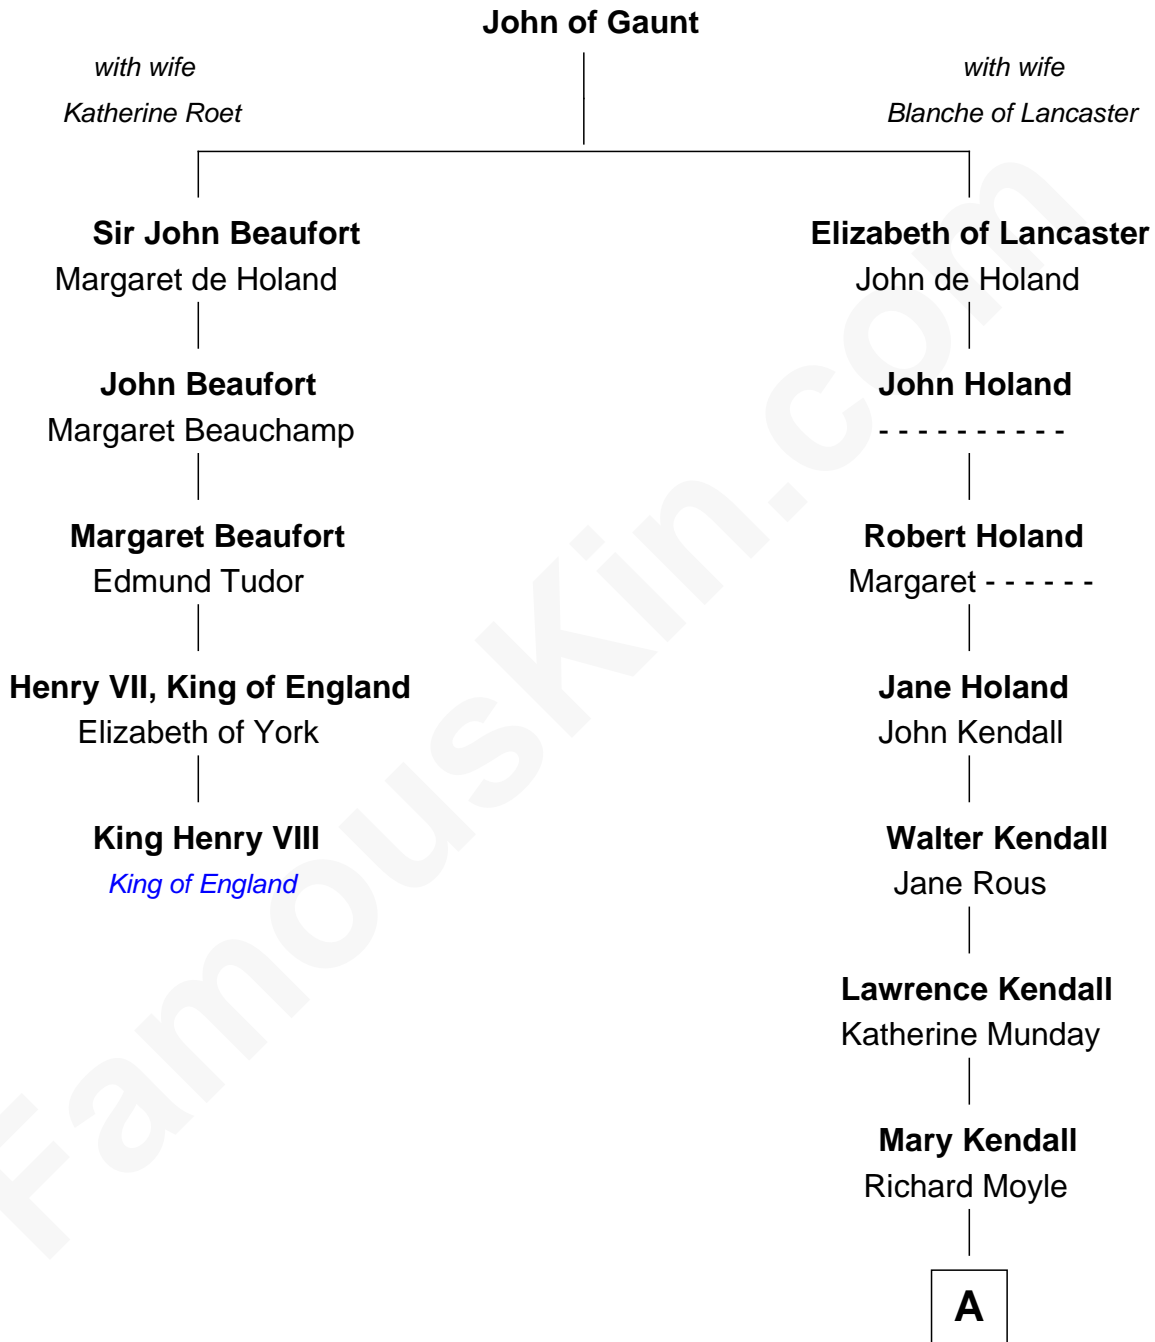 John of Gaunt
with wife
Katherine Roet
with wife
Blanche of Lancaster
Sir John Beaufort
Margaret de Holand
Elizabeth of Lancaster
John de Holand
John Beaufort
Margaret Beauchamp
John Holand
- - - - - - - - - -
Margaret Beaufort
Edmund Tudor
Robert Holand
Margaret - - - - - -
Henry VII, King of England
Elizabeth of York
Jane Holand
John Kendall
King Henry VIII
King of England
Walter Kendall
Jane Rous
Lawrence Kendall
Katherine Munday
Mary Kendall
Richard Moyle
A
FamousKin.com